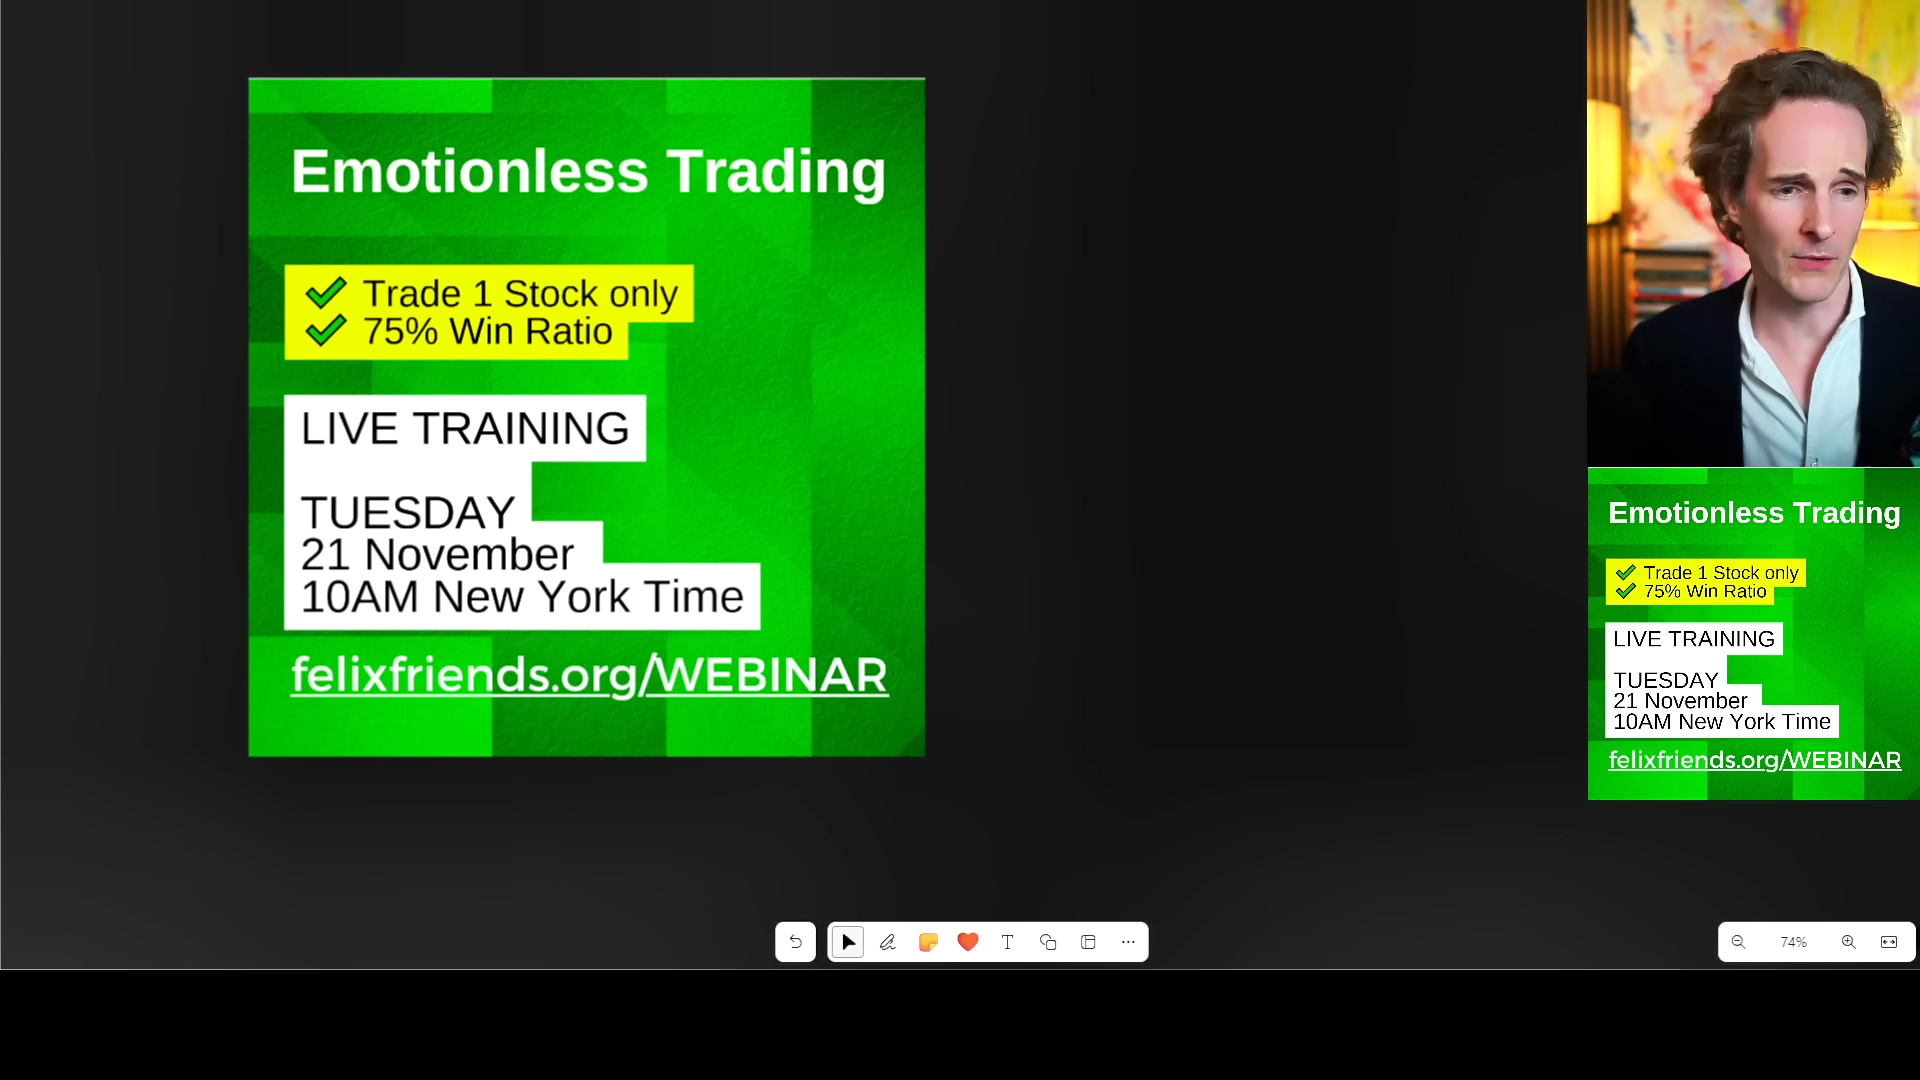 Emotionless Trading
Trade 1 Stock only
75% Win Ratio
LIVE TRAINING
TUESDAY
21 November
10AM New York Time
felixfriends.org/WEBINAR
Emotionless Trading
Trade 1 Stock only
75% Win Ratio
LIVE TRAINING
TUESDAY
21 November
10AM New York Time
felixfriends.org/WEBINAR
T
74%